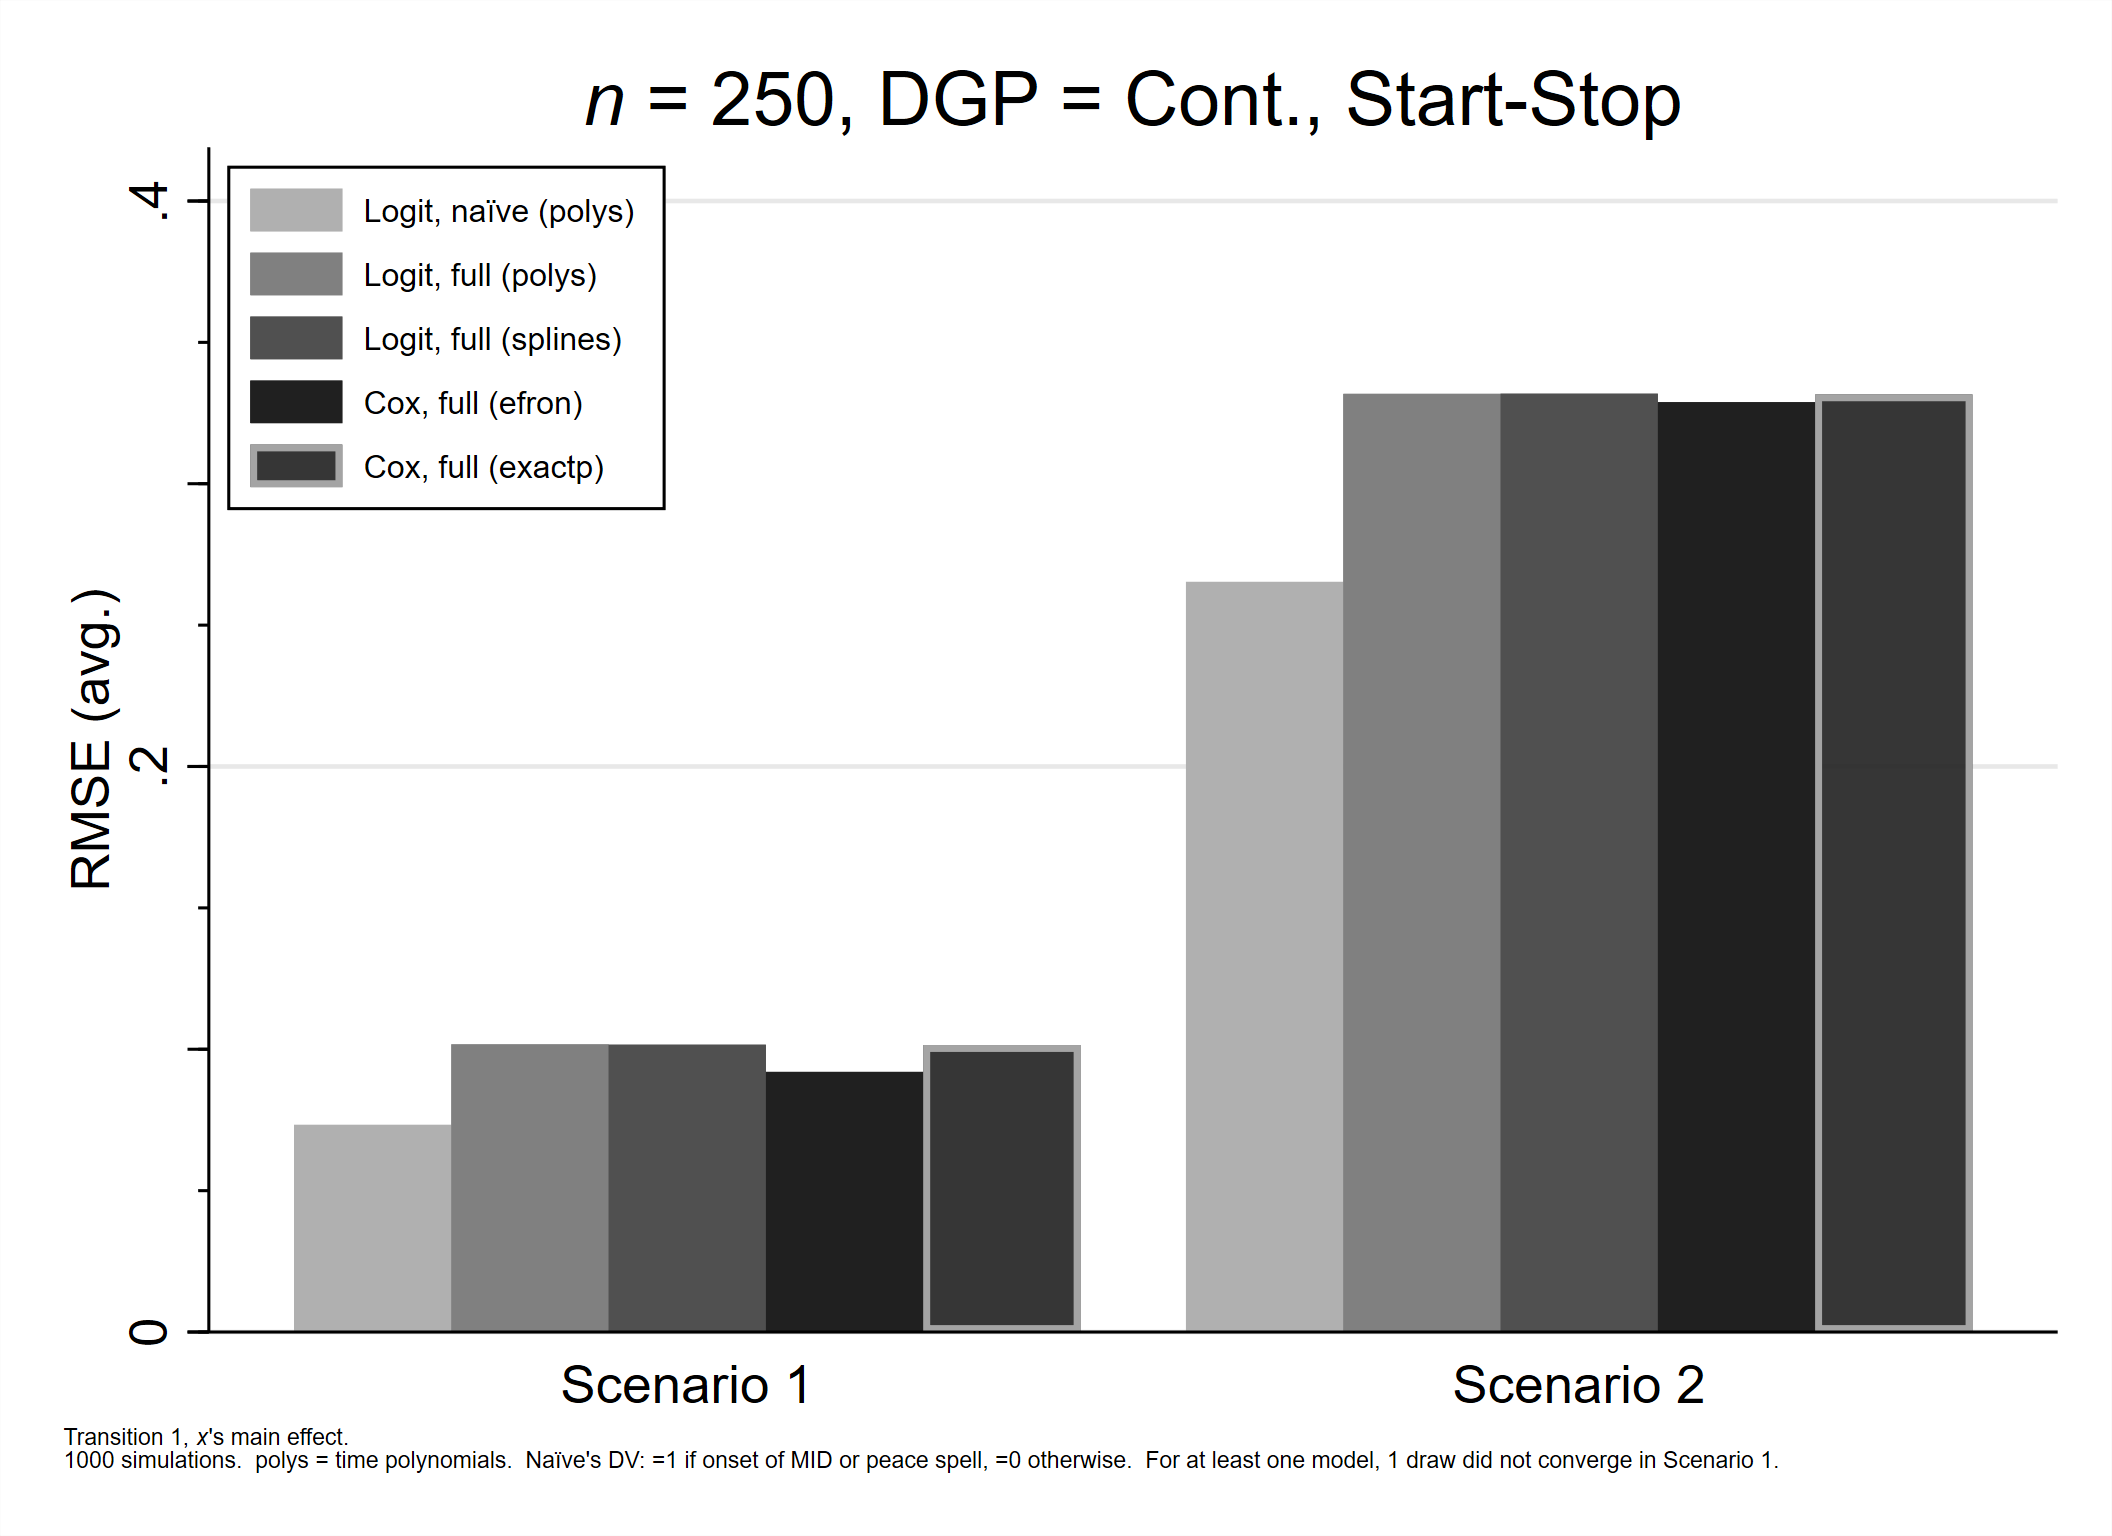 n = 250, DGP = Cont., Start-Stop
Logit, naïve (polys)
Logit, full (polys)
Logit, full (splines)
Cox, full (efron)
Cox, full (exactp)
RMSE (avg.)
.4
.2
0
Scenario 1
Scenario 2
Transition 1, x's main effect.
1000 simulations.  polys = time polynomials.  Naïve's DV: =1 if onset of MID or peace spell, =0 otherwise.  For at least one model, 1 draw did not converge in Scenario 1.